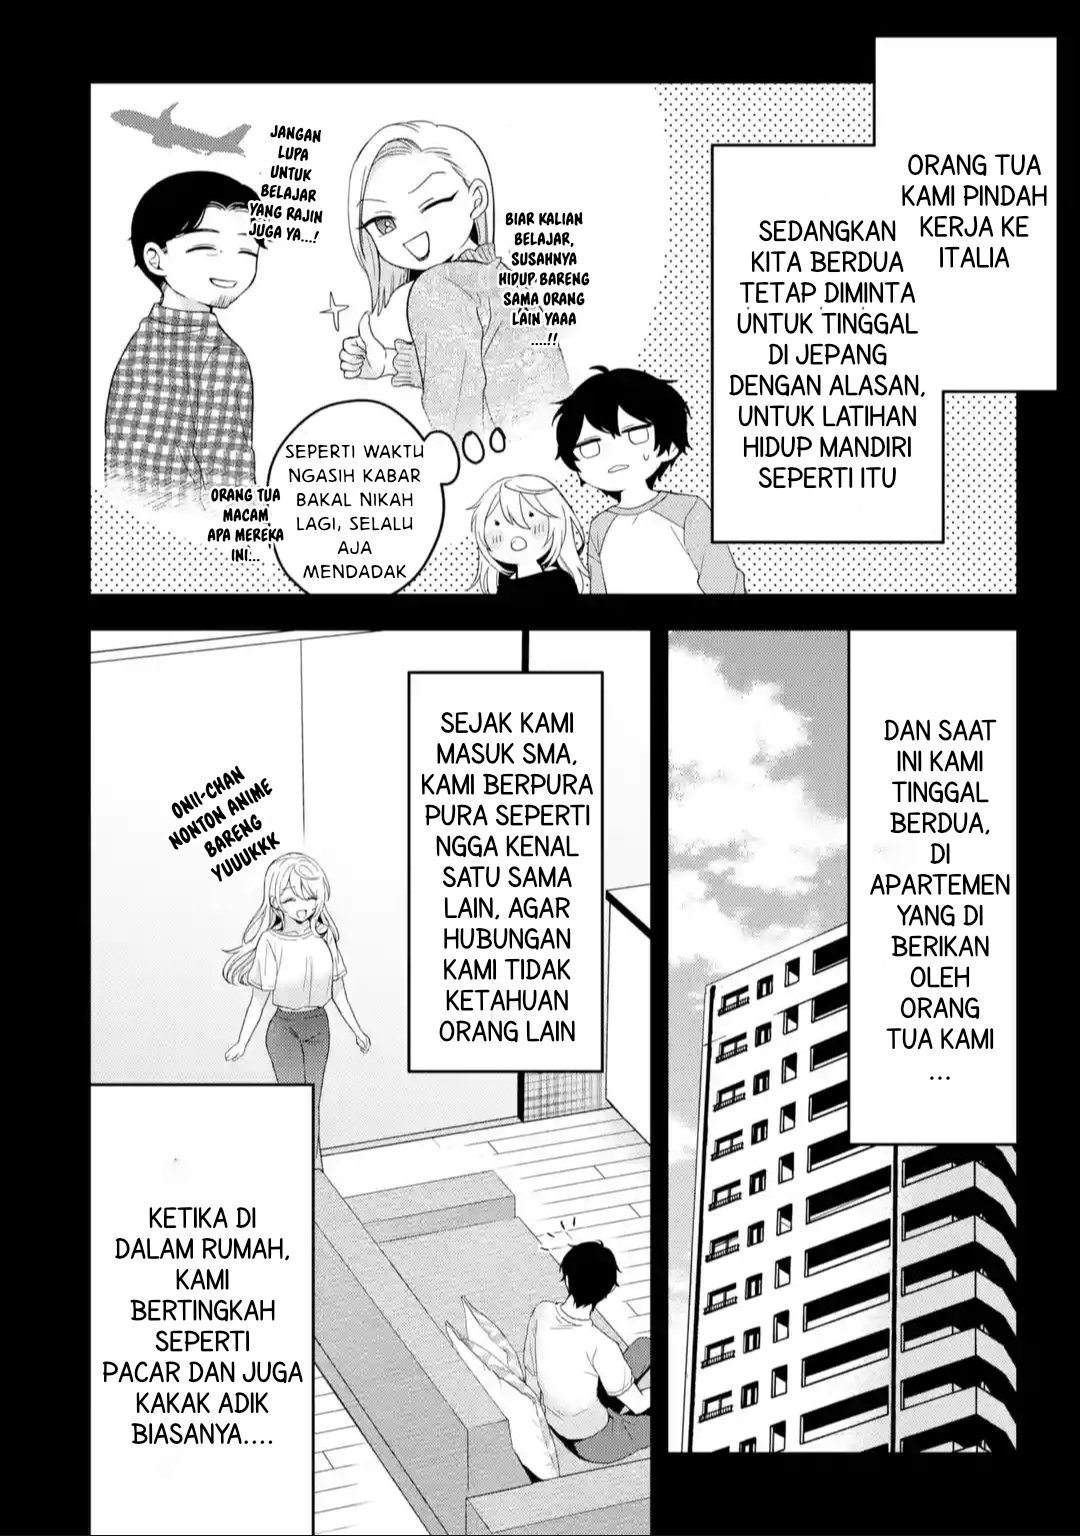 ORANG TUA
KAMI PINDAH
KERJA KE
ITALIA
SEDANGKAN
KITA BERDUA
TETAP DIMINTA
UNTUK TINGGAL
DI JEPANG
DENGAN ALASAN,
UNTUK LATIHAN
HIDUP MANDIRI
SEPERTI ITU
BIAR KALIAN
BELAJAR,
SUSAHNYA
HIDUP BARENG
SAMA ORANG
LAIN YAAA
....!!
JANGAN
LUPA
UNTUK
BELAJAR
YANG RAJIN
JUGA YA...!
SEPERTI WAKTU
NGASIH KABAR
BAKAL NIKAH
LAGI, SELALU
AJA
MENDADAK
ORANG TUA
MACAM
APA MEREKA
INI...
DAN SAAT
INI KAMI
TINGGAL
BERDUA,
DI
APARTEMEN
YANG DI
BERIKAN
OLEH
ORANG
TUA KAMI
...
SEJAK KAMI
MASUK SMA,
KAMI BERPURA
PURA SEPERTI
NGGA KENAL
SATU SAMA
LAIN, AGAR
HUBUNGAN
KAMI TIDAK
KETAHUAN
ORANG LAIN
ONII-CHAN
NONTON ANIME
BARENG
YUUUKKK
KETIKA DI
DALAM RUMAH,
KAMI
BERTINGKAH
SEPERTI
PACAR DAN JUGA
KAKAK ADIK
BIASANYA....